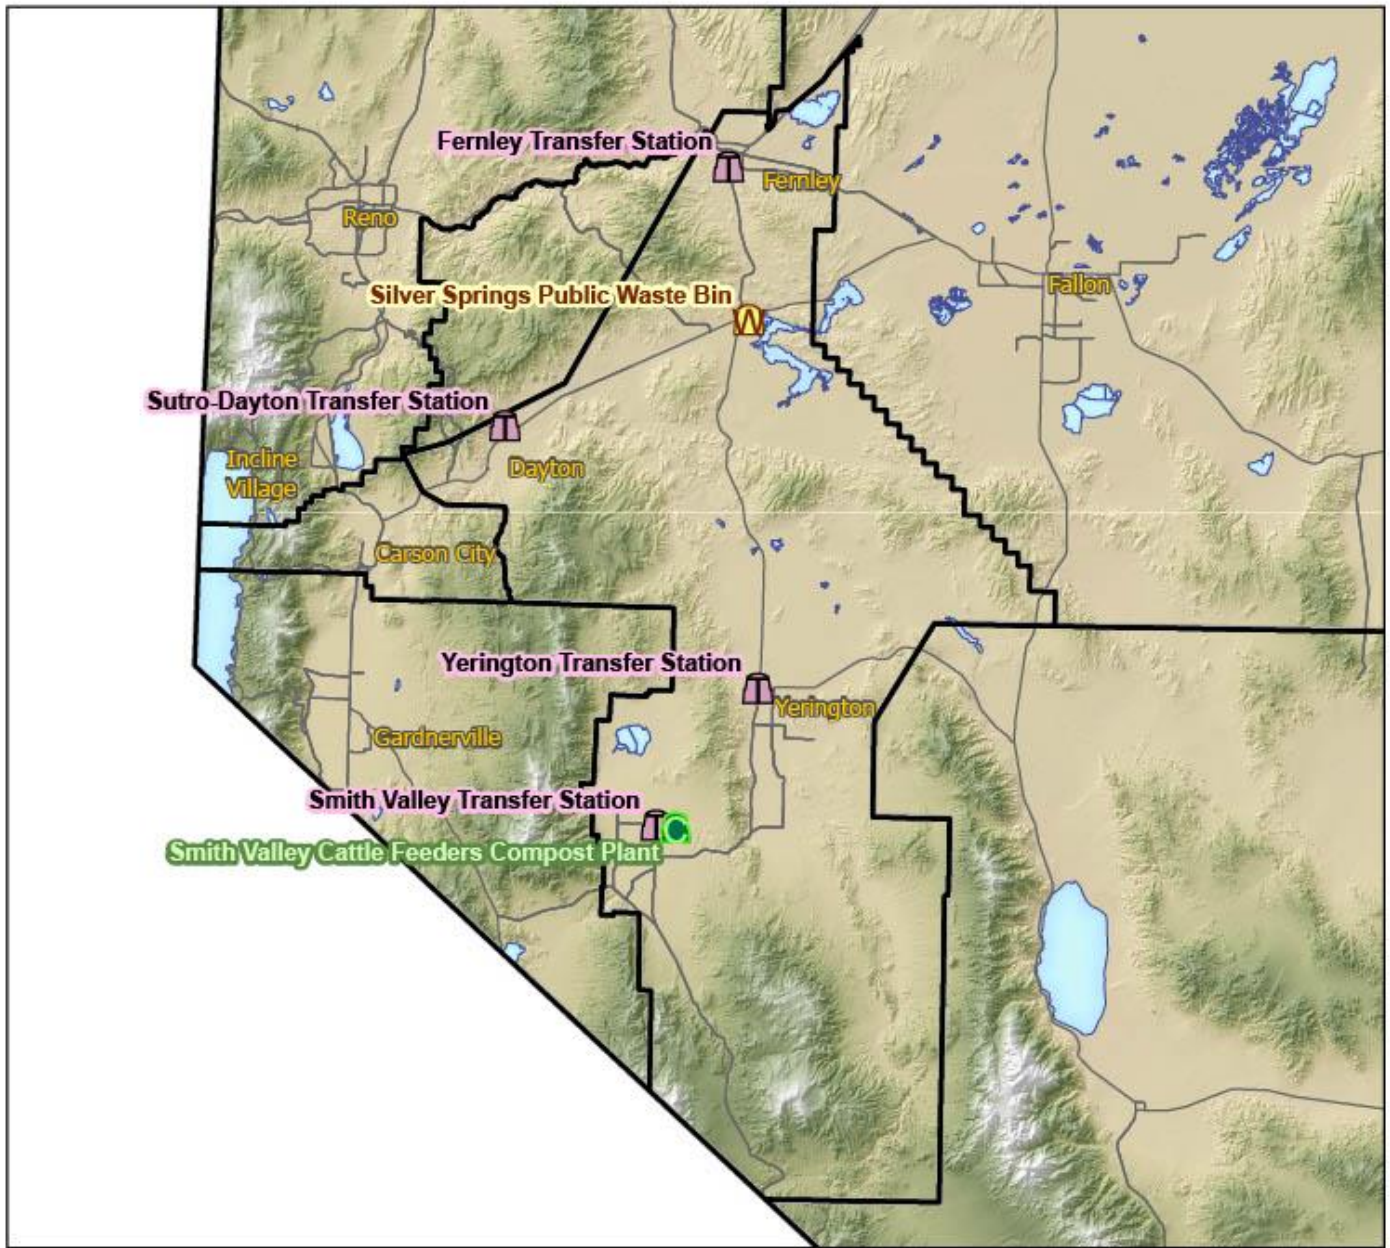 Fernley Transfer Station
Fernley
Reno
Fallon
Silver Springs Public Waste Bin
Sutro-Dayton Transfer Station
Incline
Village
Dayton
Carson City
Yerington Transfer Station
Yerington
Gardnerville
Smith Valley Transfer Station
Smith Valley Cattle Feeders Compost Plant